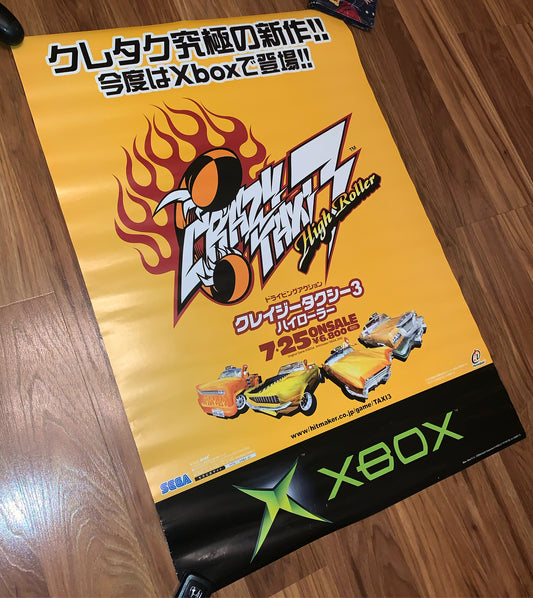 クレタク究極の新作!!
今度はXboxで登場!!
CRAZY
TAXI 3
TM
High Roller
ドライビングアクション
クレイジータクシー3
ハイローラー
7·25 ONSALE
¥6,800
www.hitmaker.co.jp/game/TAXI3
SEGA
XBOX
TM